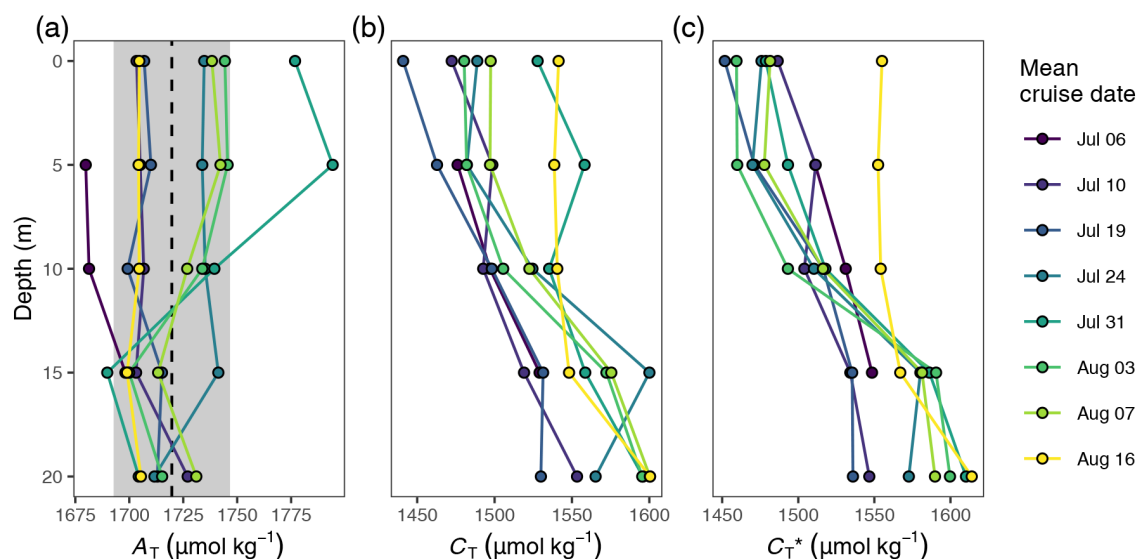 (a) (b) (c)
Mean
cruise date
Jul 06
Jul 10
Jul 19
Jul 24
Jul 31
Aug 03
Aug 07
Aug 16
Depth (m)
0
5
10
15
20
1675 1700 1725 1750 1775 1450 1500 1550 1600 1450 1500 1550 1600
A_T (μmol kg⁻¹) C_T (μmol kg⁻¹) C_T* (μmol kg⁻¹)